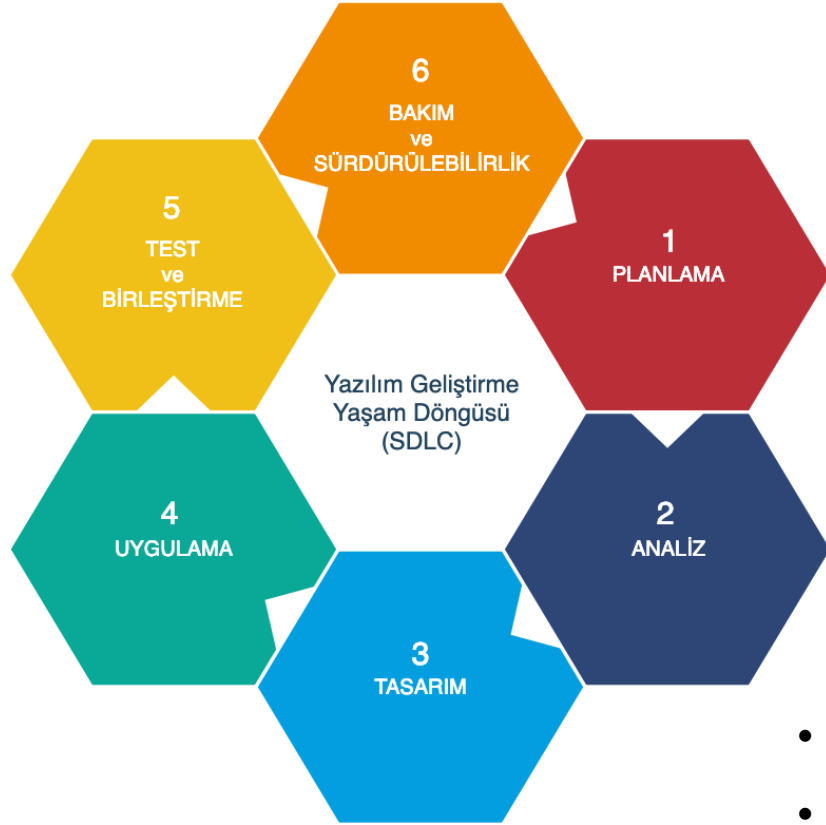 6
BAKIM
ve
SÜRDÜRÜLEBİLİRLİK
1
PLANLAMA
2
ANALİZ
3
TASARIM
4
UYGULAMA
5
TEST
ve
BİRLEŞTİRME
Yazılım Geliştirme
Yaşam Döngüsü
(SDLC)